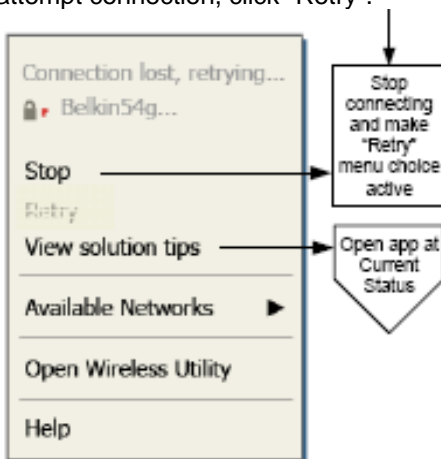 attempt connection, click "Retry".
Connection lost, retrying...
Belkin54g...
Stop
Retry
View solution tips
Available Networks
Open Wireless Utility
Help
Stop
connecting
and make
"Retry"
menu choice
active
Open app at
Current
Status